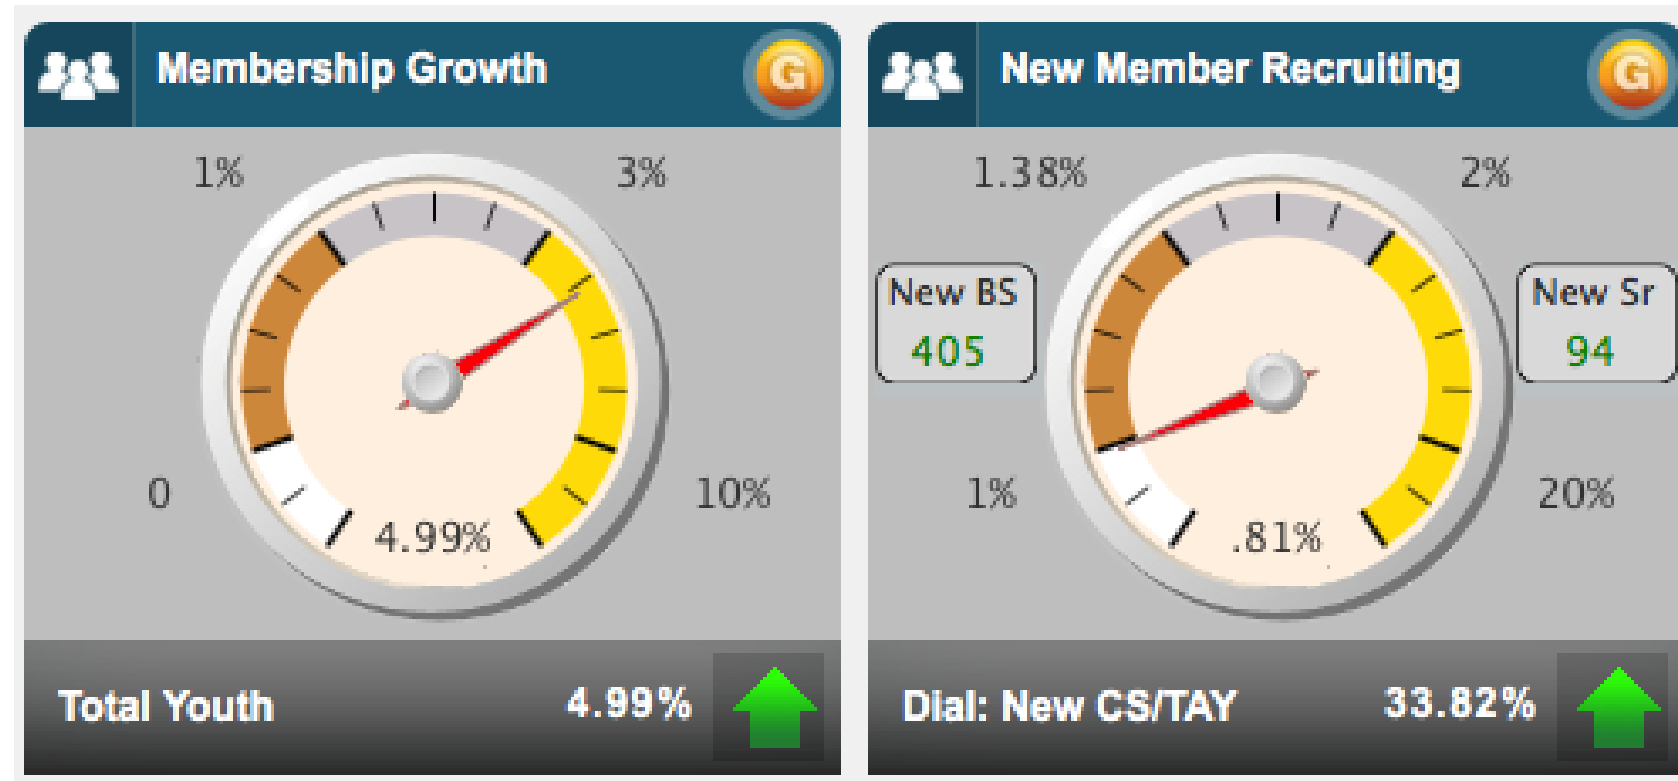 Membership Growth
G
1%
3%
0
10%
4.99%
Total Youth
4.99%
New Member Recruiting
G
1.38%
2%
New BS
405
New Sr
94
1%
20%
.81%
Dial: New CS/TAY
33.82%